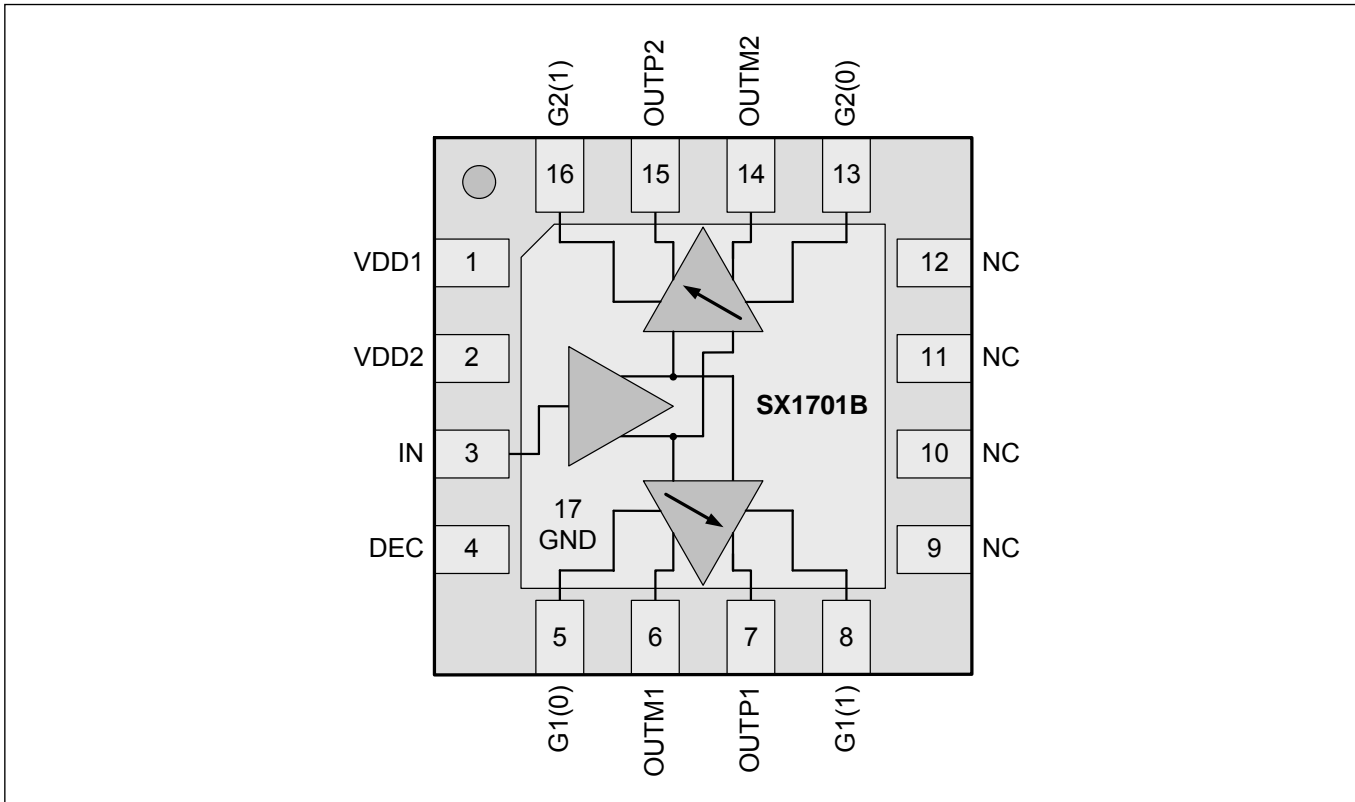 G2(1)
OUTP2
OUTM2
G2(0)
16
15
14
13
VDD1
1
12
NC
VDD2
2
11
NC
SX1701B
IN
3
10
NC
17
GND
DEC
4
9
NC
5
6
7
8
G1(0)
OUTM1
OUTP1
G1(1)